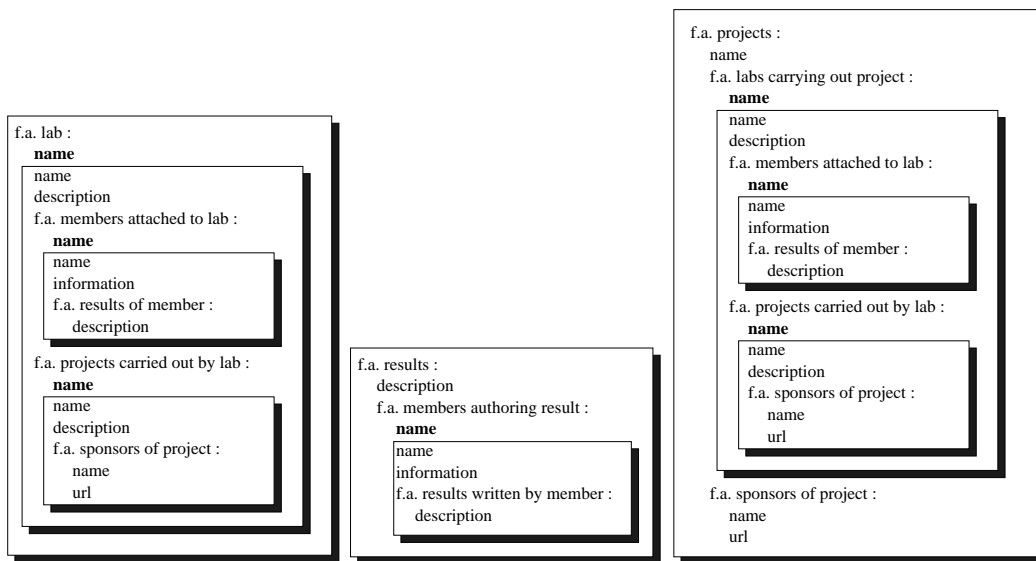 f.a. lab :
name
name
description
f.a. members attached to lab :
name
name
information
f.a. results of member :
description
f.a. projects carried out by lab :
name
name
description
f.a. sponsors of project :
name
url
f.a. results :
description
f.a. members authoring result :
name
name
information
f.a. results written by member :
description
f.a. projects :
name
f.a. labs carrying out project :
name
name
description
f.a. members attached to lab :
name
name
information
f.a. results of member :
description
f.a. projects carried out by lab :
name
name
description
f.a. sponsors of project :
name
url
f.a. sponsors of project :
name
url